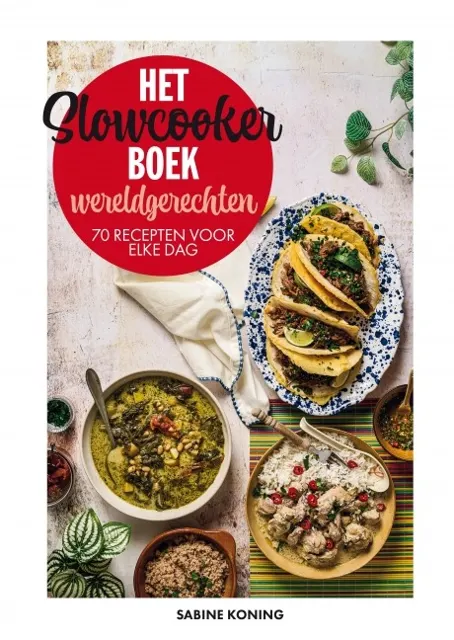 HET
Slowcooker
BOEK
wereldgerechten
70 RECEPTEN VOOR
ELKE DAG
SABINE KONING